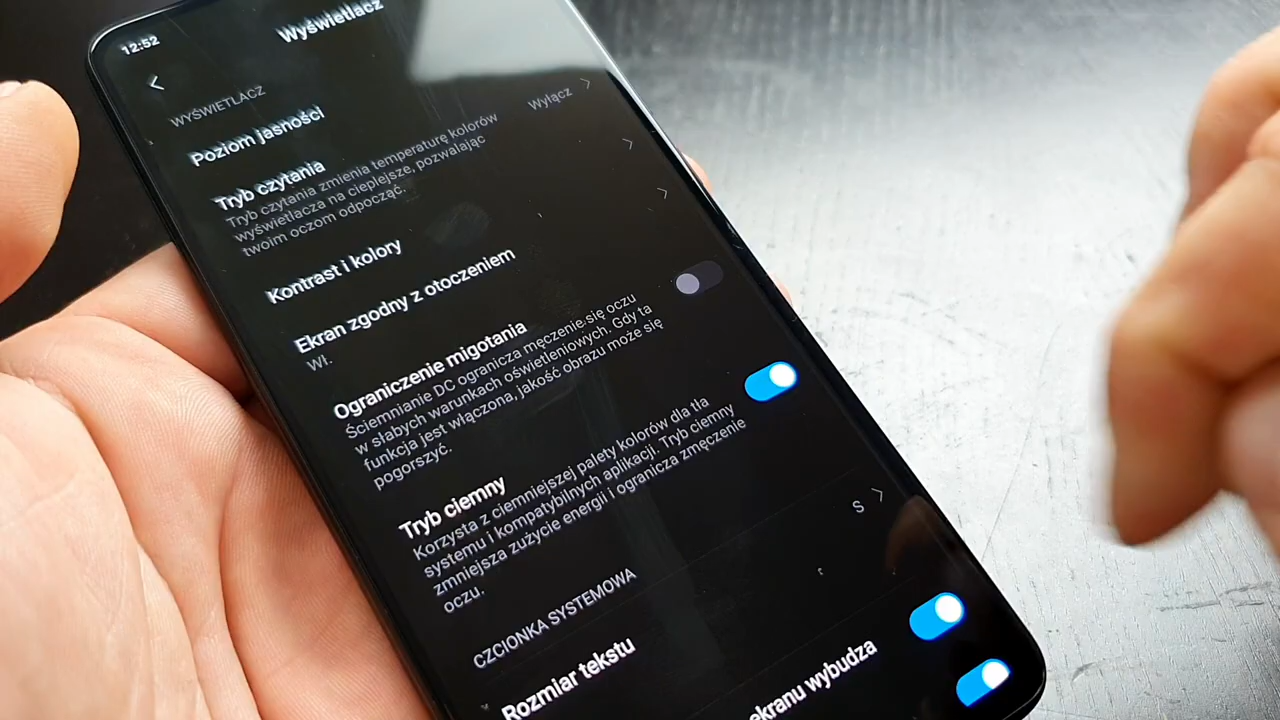 12:52
Wyświetlacz
WYŚWIETLACZ
Poziom jasności
Wyłącz
Tryb czytania
Tryb czytania zmienia temperaturę kolorów
wyświetlacza na cieplejsze, pozwalając
twoim oczom odpocząć.
Kontrast i kolory
Ekran zgodny z otoczeniem
Wł.
Ograniczenie migotania
Ściemnianie DC ogranicza męczenie się oczu
w słabych warunkach oświetleniowych. Gdy ta
funkcja jest włączona, jakość obrazu może się
pogorszyć.
Tryb ciemny
Korzysta z ciemniejszej palety kolorów dla tła
systemu i kompatybilnych aplikacji. Tryb ciemny
zmniejsza zużycie energii i ogranicza zmęczenie
oczu.
CZCIONKA SYSTEMOWA
S
Rozmiar tekstu
ekranu wybudza